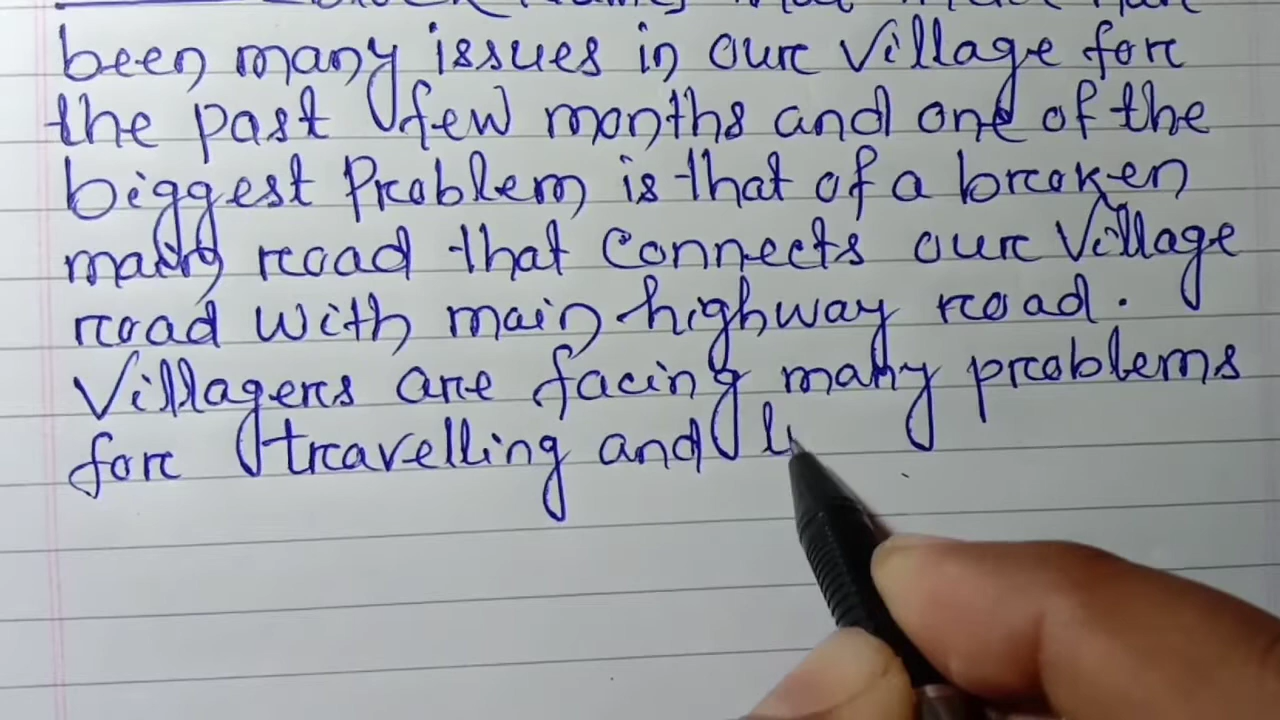 been many issues in our village for
the past few months and one of the
biggest Problem is that of a broken
main road that connects our village
road with main highway road.
Villagers are facing many problems
for travelling and